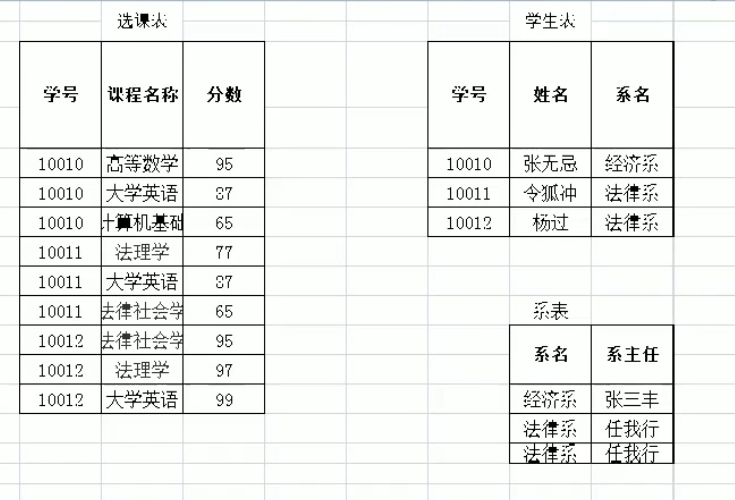 选课表
学号 课程名称 分数
10010 高等数学 95
10010 大学英语 87
10010 计算机基础 65
10011 法理学 77
10011 大学英语 87
10011 法律社会学 65
10012 法律社会学 95
10012 法理学 97
10012 大学英语 99
学生表
学号 姓名 系名
10010 张无忌 经济系
10011 令狐冲 法律系
10012 杨过 法律系
系表
系名 系主任
经济系 张三丰
法律系 任我行
法律系 任我行